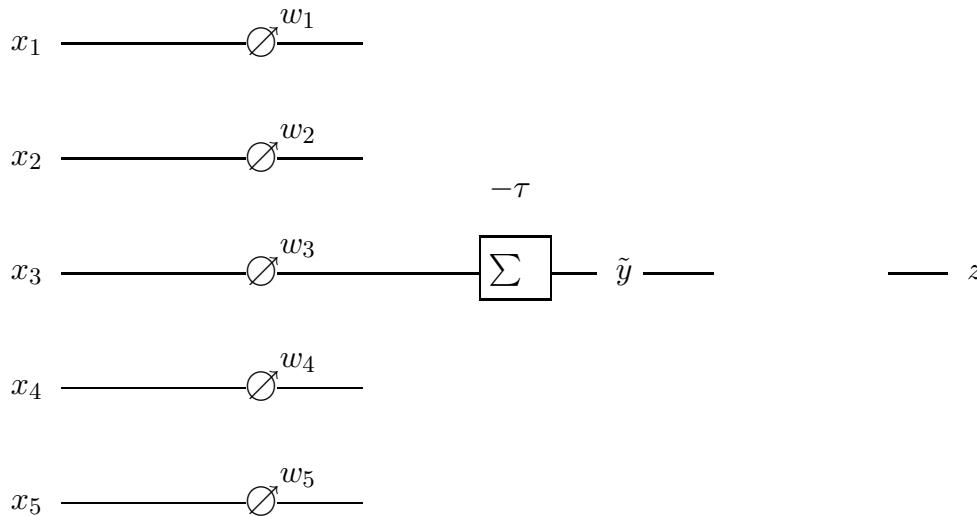 x₁ w₁
x₂ w₂
−τ
x₃ w₃ ∑ ỹ z
x₄ w₄
x₅ w₅